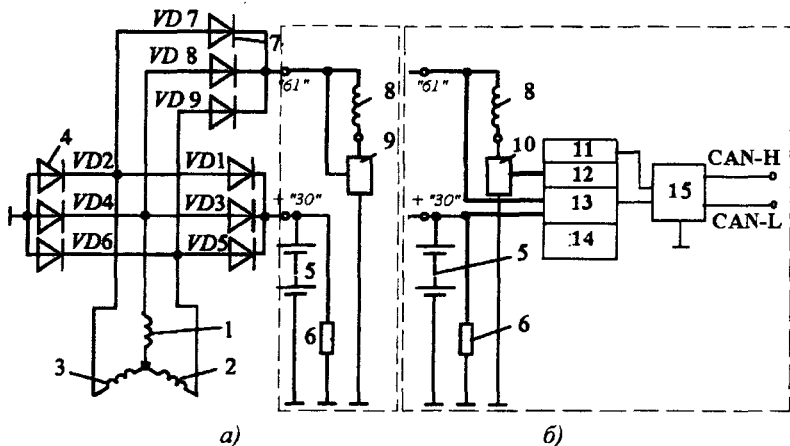 VD 7
7
VD 8
"61"
VD 9
8
9
4
VD2
VD1
+ "30"
VD4
VD3
VD6
VD5
5
6
1
3
2
а)
"61"
8
10
11
12
13
14
15
CAN-H
CAN-L
+ "30"
5
6
б)